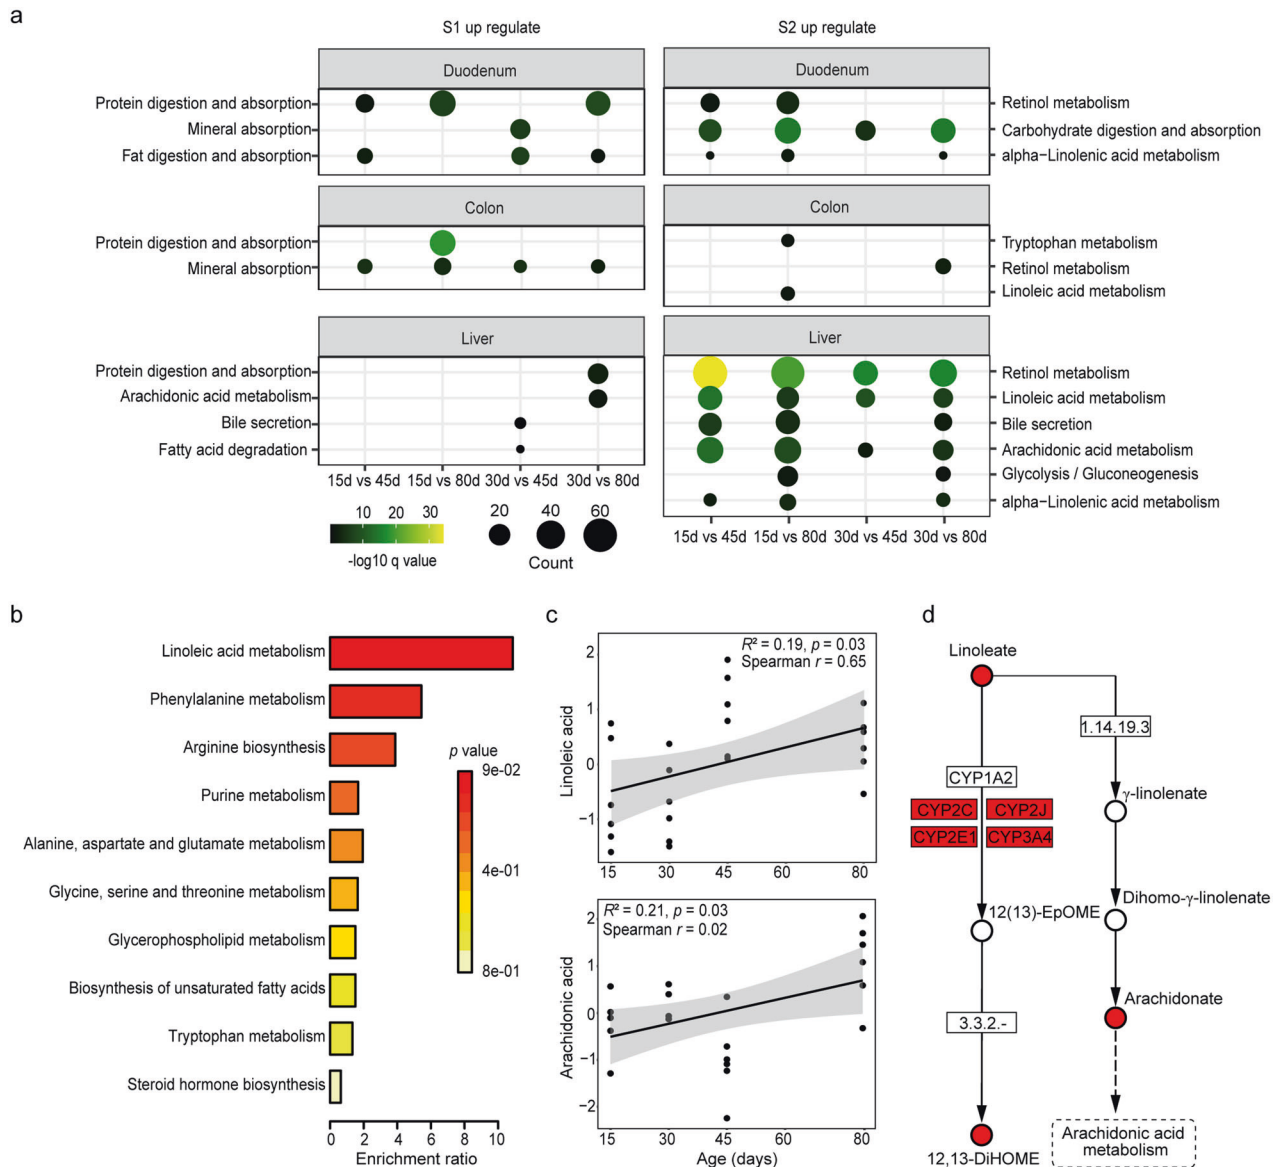 a
S1 up regulate
S2 up regulate
Duodenum
Duodenum
Protein digestion and absorption
Mineral absorption
Fat digestion and absorption
Retinol metabolism
Carbohydrate digestion and absorption
alpha−Linolenic acid metabolism
Colon
Colon
Protein digestion and absorption
Mineral absorption
Tryptophan metabolism
Retinol metabolism
Linoleic acid metabolism
Liver
Liver
Protein digestion and absorption
Arachidonic acid metabolism
Bile secretion
Fatty acid degradation
Retinol metabolism
Linoleic acid metabolism
Bile secretion
Arachidonic acid metabolism
Glycolysis / Gluconeogenesis
alpha−Linolenic acid metabolism
15d vs 45d 15d vs 80d 30d vs 45d 30d vs 80d
15d vs 45d 15d vs 80d 30d vs 45d 30d vs 80d
10 20 30
-log10 q value
20 40 60
Count
b
Linoleic acid metabolism
Phenylalanine metabolism
Arginine biosynthesis
Purine metabolism
Alanine, aspartate and glutamate metabolism
Glycine, serine and threonine metabolism
Glycerophospholipid metabolism
Biosynthesis of unsaturated fatty acids
Tryptophan metabolism
Steroid hormone biosynthesis
p value
9e-02
4e-01
8e-01
0 2 4 6 8 10
Enrichment ratio
c
R² = 0.19, p = 0.03
Spearman r = 0.65
Linoleic acid
2
1
0
−1
15 30 45 60 80
R² = 0.21, p = 0.03
Spearman r = 0.02
Arachidonic acid
2
1
0
−1
−2
15 30 45 60 80
Age (days)
d
Linoleate
1.14.19.3
CYP1A2
CYP2C CYP2J
CYP2E1 CYP3A4
γ-linolenate
12(13)-EpOME
Dihomo-γ-linolenate
3.3.2.-
Arachidonate
12,13-DiHOME
Arachidonic acid
metabolism